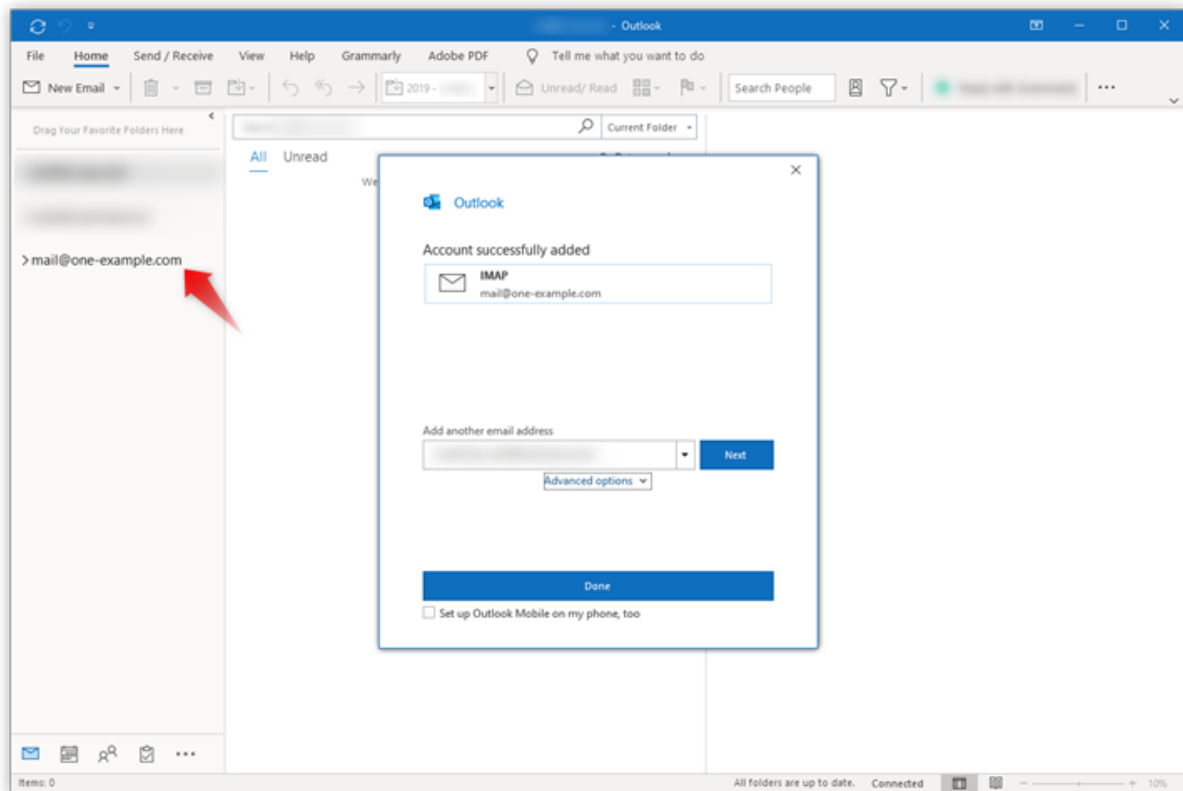 - Outlook
File Home Send / Receive View Help Grammarly Adobe PDF Tell me what you want to do
New Email Unread/ Read Search People
2019 -
Drag Your Favorite Folders Here
Current Folder
All Unread
We
mail@one-example.com
Outlook
Account successfully added
IMAP
mail@one-example.com
Add another email address
Next
Advanced options
Done
Set up Outlook Mobile on my phone, too
Items: 0 All folders are up to date. Connected 10%